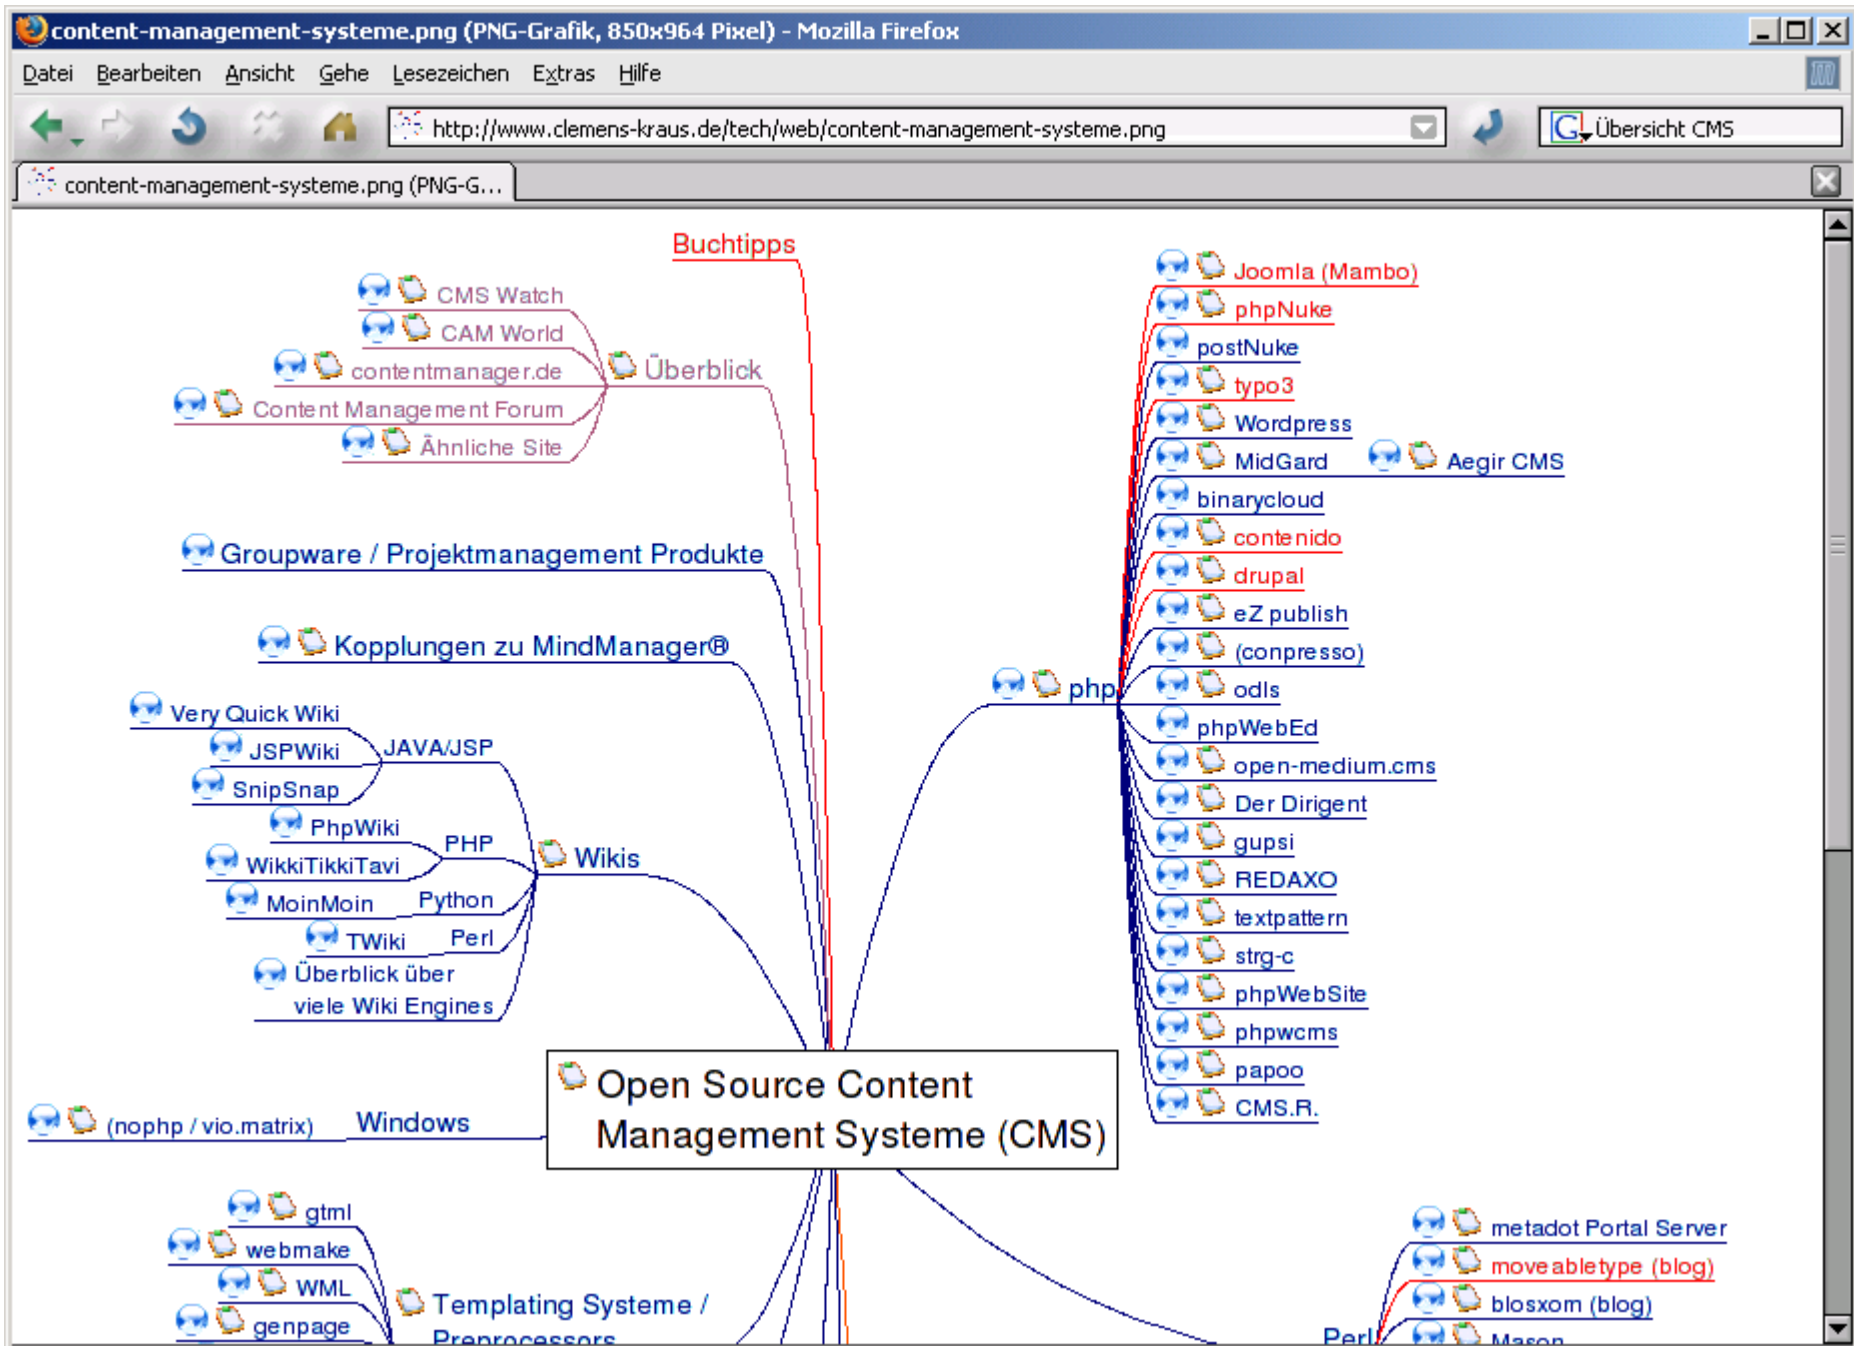 content-management-systeme.png (PNG-Grafik, 850x964 Pixel) - Mozilla Firefox
Datei Bearbeiten Ansicht Gehe Lesezeichen Extras Hilfe
http://www.clemens-kraus.de/tech/web/content-management-systeme.png
Übersicht CMS
content-management-systeme.png (PNG-G...
Buchtipps
CMS Watch
CAM World
contentmanager.de
Content Management Forum
Ähnliche Site
Überblick
Groupware / Projektmanagement Produkte
Kopplungen zu MindManager®
Very Quick Wiki
JSPWiki
SnipSnap
JAVA/JSP
PhpWiki
WikkiTikkiTavi
PHP
MoinMoin
Python
TWiki
Perl
Überblick über
viele Wiki Engines
Wikis
(nophp / vio.matrix)
Windows
Open Source Content
Management Systeme (CMS)
gtml
webmake
WML
genpage
Templating Systeme /
Preprocessors
php
Joomla (Mambo)
phpNuke
postNuke
typo3
Wordpress
MidGard
Aegir CMS
binarycloud
contenido
drupal
eZ publish
(conpresso)
odls
phpWebEd
open-medium.cms
Der Dirigent
gupsi
REDAXO
textpattern
strg-c
phpWebSite
phpwcms
papoo
CMS.R.
metadot Portal Server
moveabletype (blog)
blosxom (blog)
Mason
Perl